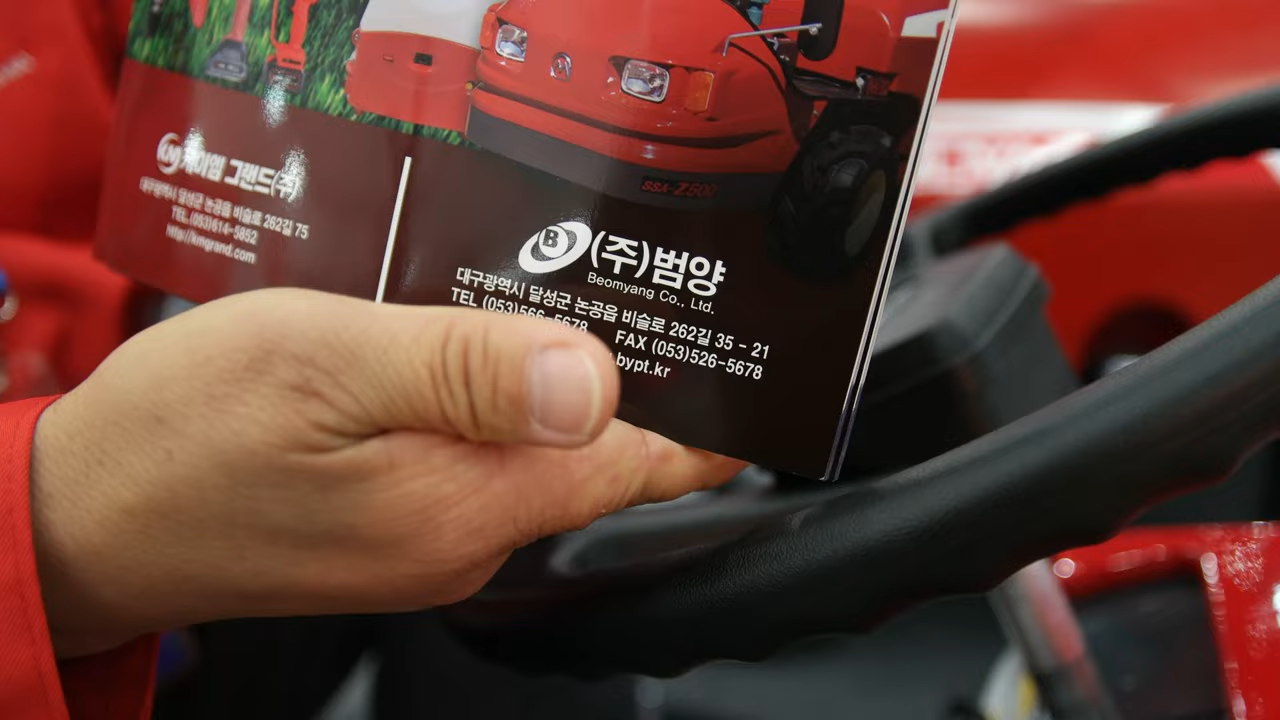 SSA-Z500
케이엠 그랜드(주)
대구광역시 달성군 논공읍 비슬로 262길 75
TEL (053)614-5852
http://kmgrand.com
B
(주)범양
Beomyang Co., Ltd.
대구광역시 달성군 논공읍 비슬로 262길 35 - 21
TEL (053)566-5678 FAX (053)526-5678
.bypt.kr